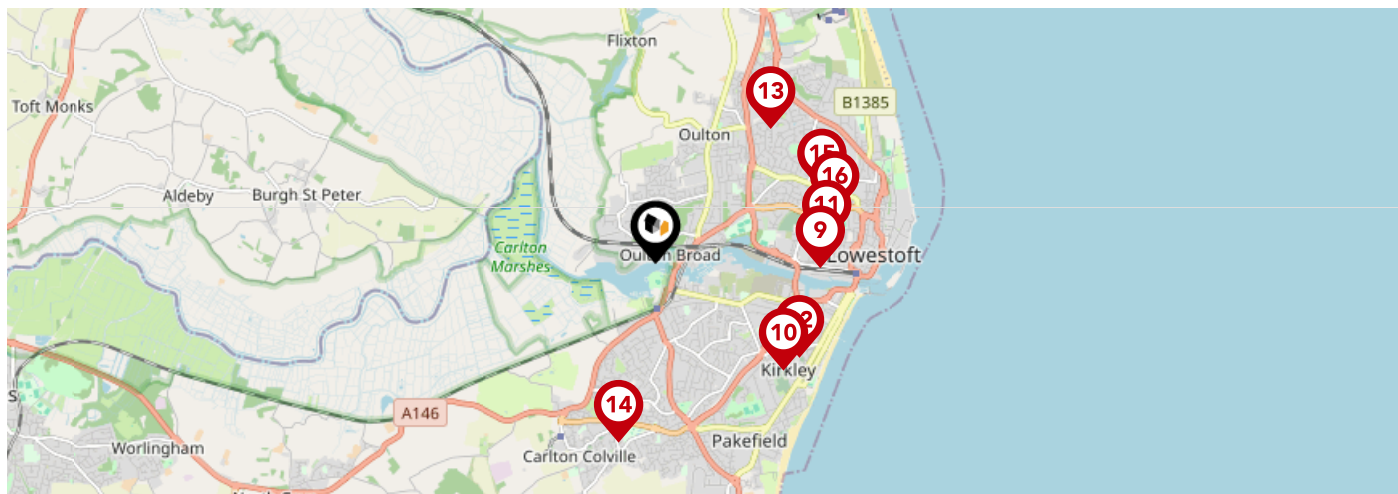 Flixton
Toft Monks
13
B1385
Oulton
15
16
Aldeby
Burgh St Peter
11
9
Carlton
Marshes
Broad
Lowestoft
10
Kirkley
14
A146
Worlingham
Carlton Colville
Pakefield